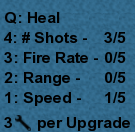 Q: Heal
4: # Shots - 3/5
3: Fire Rate - 0/5
2: Range - 0/5
1: Speed - 1/5
3 per Upgrade